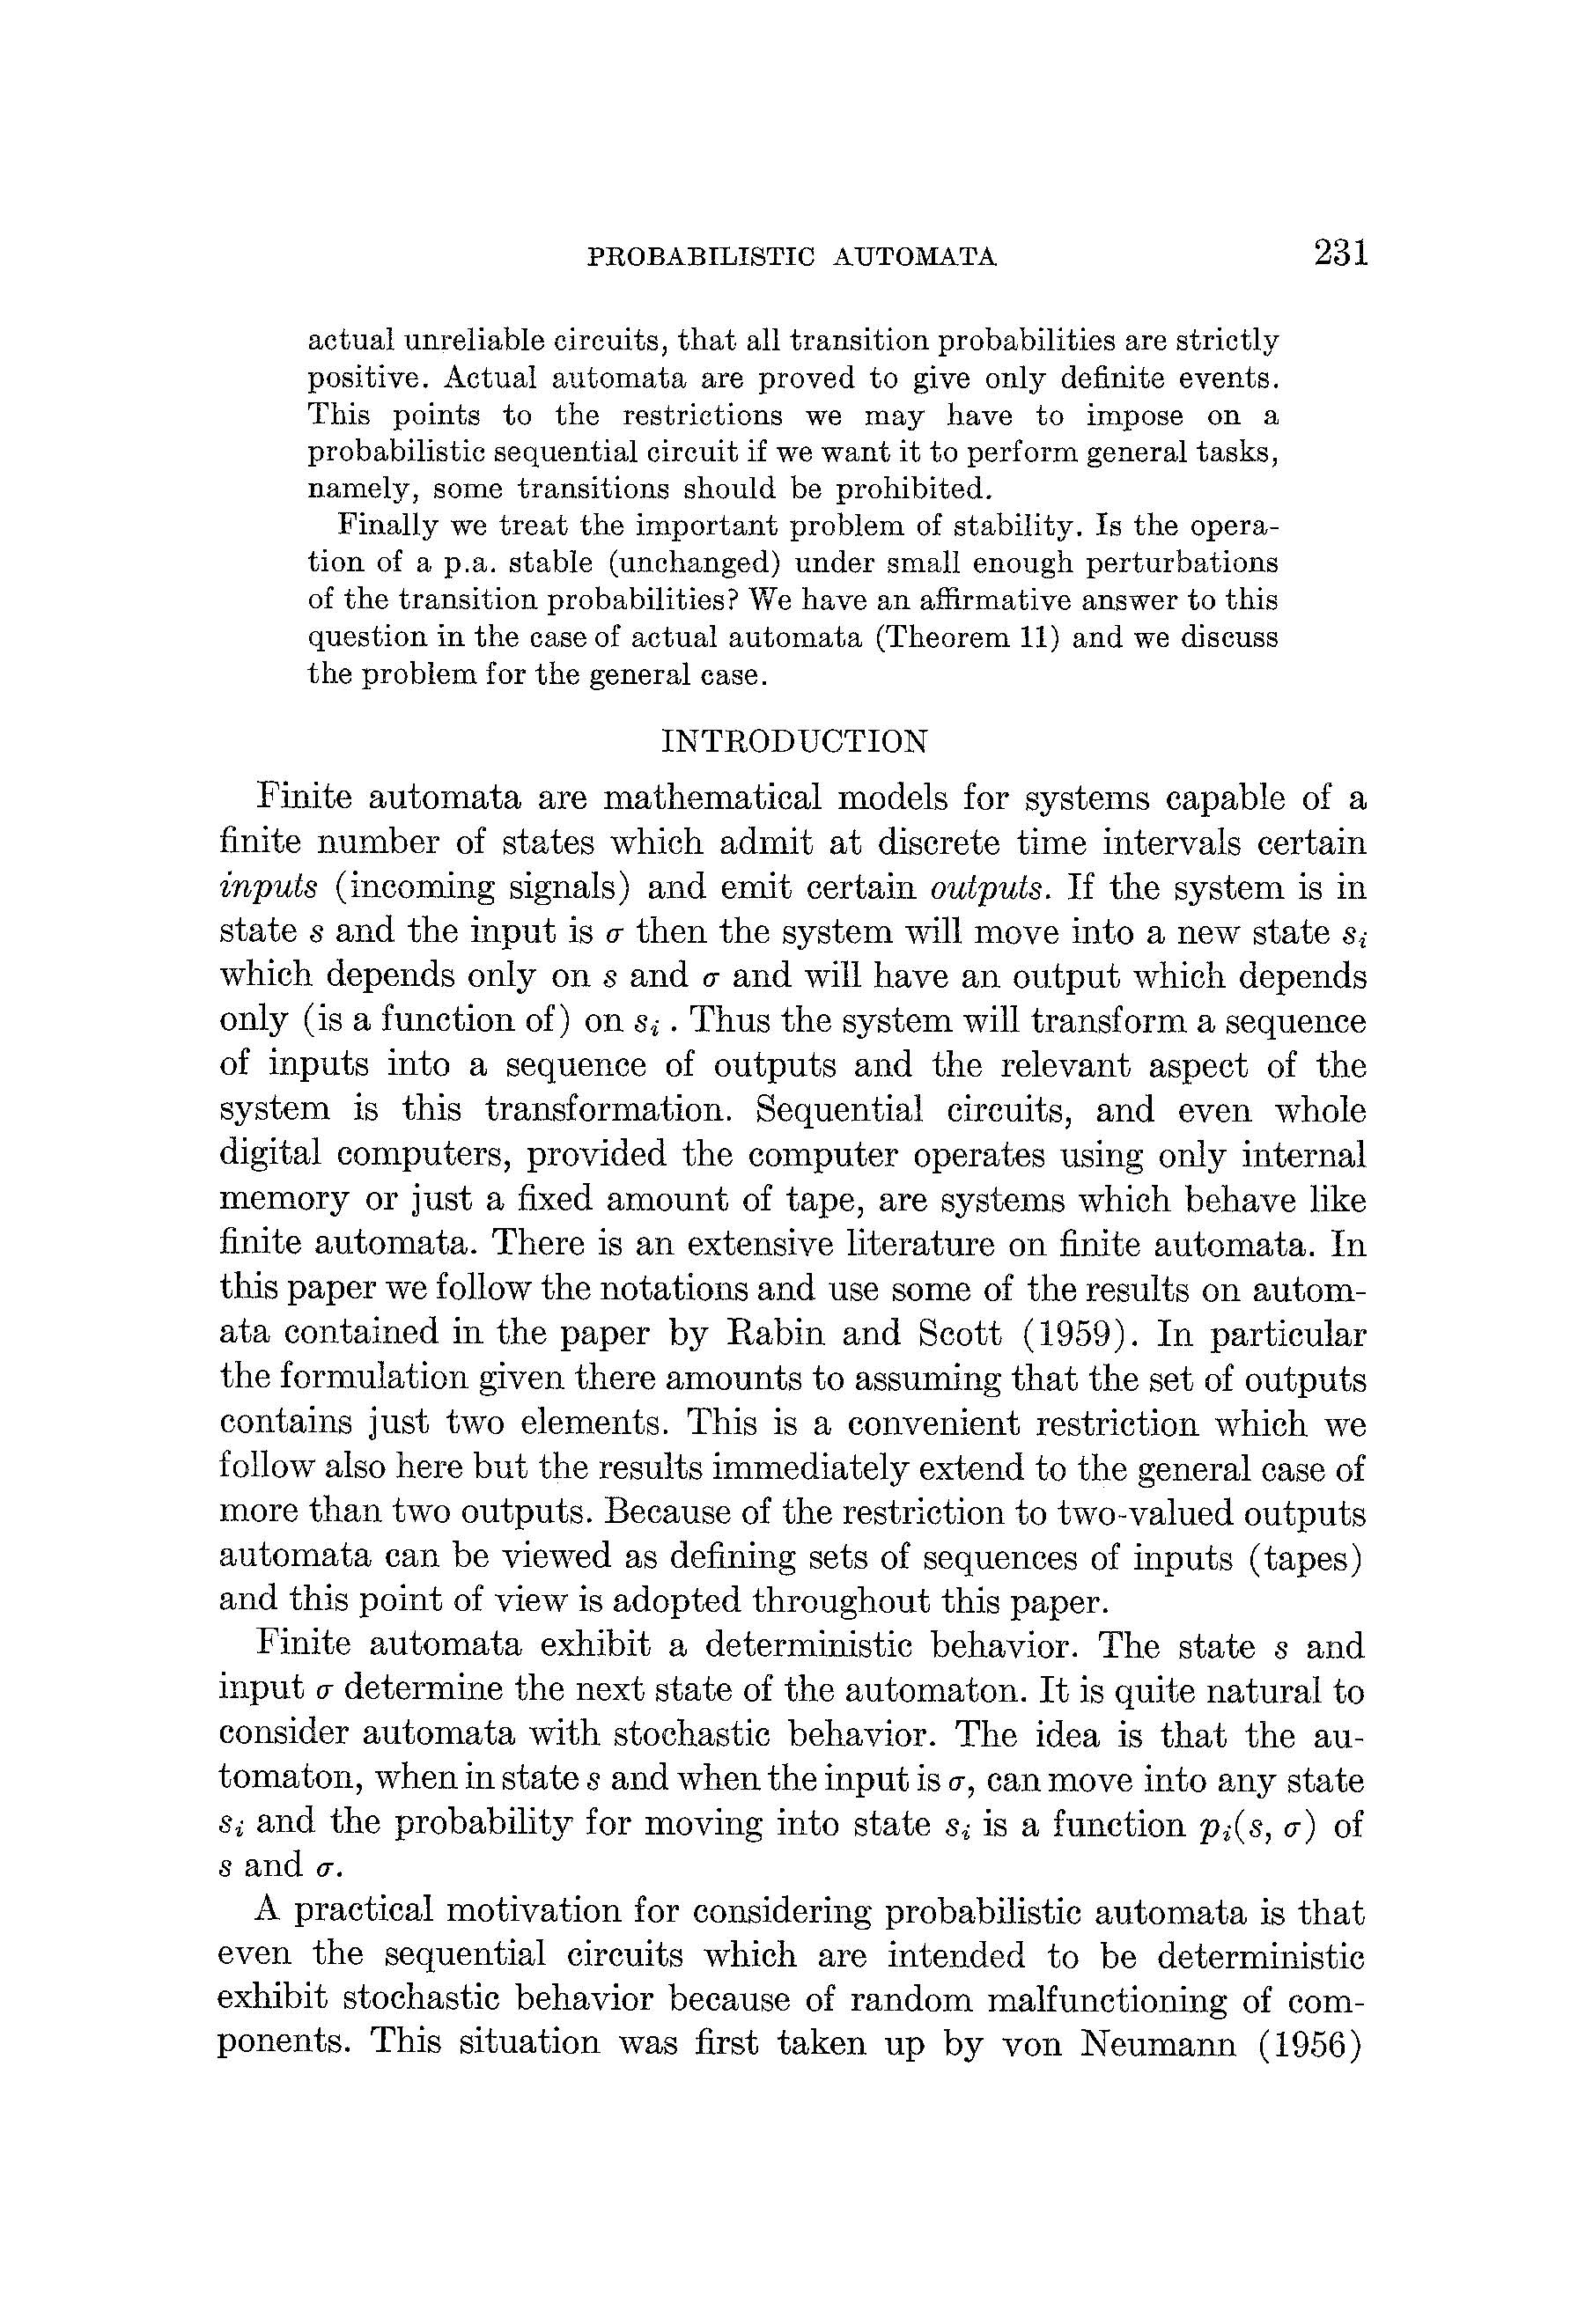 PROBABILISTIC AUTOMATA 231
actual unreliable circuits, that all transition probabilities are strictly
positive. Actual automata are proved to give only definite events.
This points to the restrictions we may have to impose on a
probabilistic sequential circuit if we want it to perform general tasks,
namely, some transitions should be prohibited.
Finally we treat the important problem of stability. Is the opera-
tion of a p.a. stable (unchanged) under small enough perturbations
of the transition probabilities? We have an affirmative answer to this
question in the case of actual automata (Theorem 11) and we discuss
the problem for the general case.
INTRODUCTION
Finite automata are mathematical models for systems capable of a
finite number of states which admit at discrete time intervals certain
inputs (incoming signals) and emit certain outputs. If the system is in
state s and the input is σ then the system will move into a new state sᵢ
which depends only on s and σ and will have an output which depends
only (is a function of) on sᵢ . Thus the system will transform a sequence
of inputs into a sequence of outputs and the relevant aspect of the
system is this transformation. Sequential circuits, and even whole
digital computers, provided the computer operates using only internal
memory or just a fixed amount of tape, are systems which behave like
finite automata. There is an extensive literature on finite automata. In
this paper we follow the notations and use some of the results on autom-
ata contained in the paper by Rabin and Scott (1959). In particular
the formulation given there amounts to assuming that the set of outputs
contains just two elements. This is a convenient restriction which we
follow also here but the results immediately extend to the general case of
more than two outputs. Because of the restriction to two-valued outputs
automata can be viewed as defining sets of sequences of inputs (tapes)
and this point of view is adopted throughout this paper.
Finite automata exhibit a deterministic behavior. The state s and
input σ determine the next state of the automaton. It is quite natural to
consider automata with stochastic behavior. The idea is that the au-
tomaton, when in state s and when the input is σ, can move into any state
sᵢ and the probability for moving into state sᵢ is a function pᵢ(s, σ) of
s and σ.
A practical motivation for considering probabilistic automata is that
even the sequential circuits which are intended to be deterministic
exhibit stochastic behavior because of random malfunctioning of com-
ponents. This situation was first taken up by von Neumann (1956)